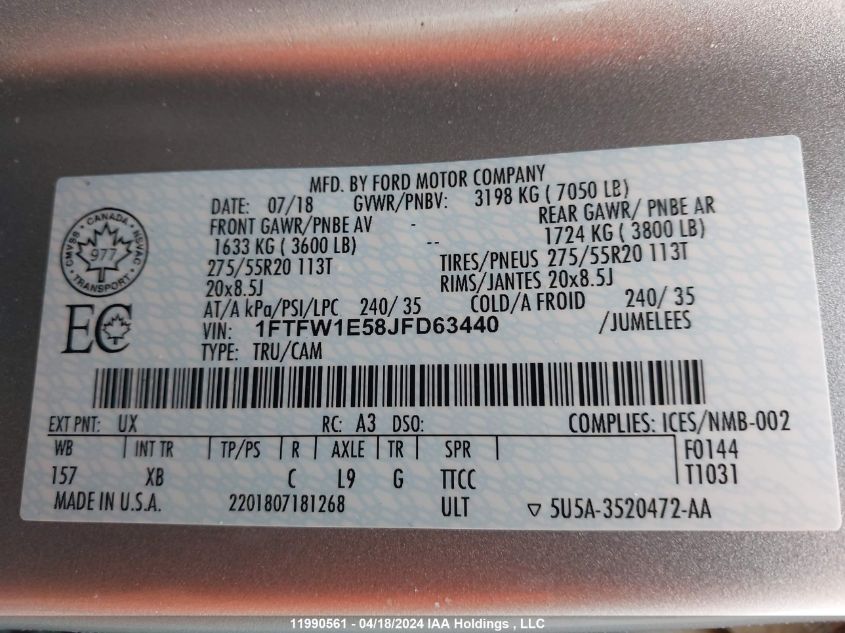 MFD. BY FORD MOTOR COMPANY
DATE: 07/18 GVWR/PNBV: 3198 KG ( 7050 LB)
FRONT GAWR/PNBE AV - REAR GAWR/ PNBE AR
1633 KG ( 3600 LB) -- 1724 KG ( 3800 LB)
275/55R20 113T TIRES/PNEUS 275/55R20 113T
20x8.5J RIMS/JANTES 20x8.5J
AT/A kPa/PSI/LPC 240/ 35 COLD/A FROID 240/ 35
VIN: 1FTFW1E58JFD63440 /JUMELEES
TYPE: TRU/CAM
CANADA
CMVSS NSVAC
977
TRANSPORT
EC
EXT PNT: UX RC: A3 DSO: COMPLIES: ICES/NMB-002
WB | INT TR | TP/PS | R | AXLE | TR | SPR | F0144
157 XB C L9 G TTCC T1031
MADE IN U.S.A. 2201807181268 ULT ▽ 5U5A-3520472-AA
11990561 - 04/18/2024 IAA Holdings , LLC